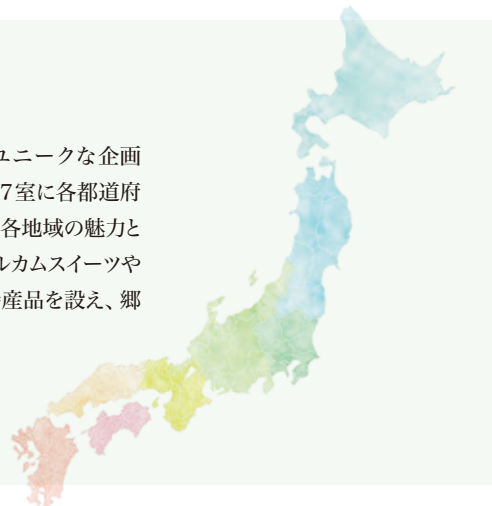 ユニークな企画
7室に各都道府
各地域の魅力と
ルカムスイーツや
産品を設え、郷